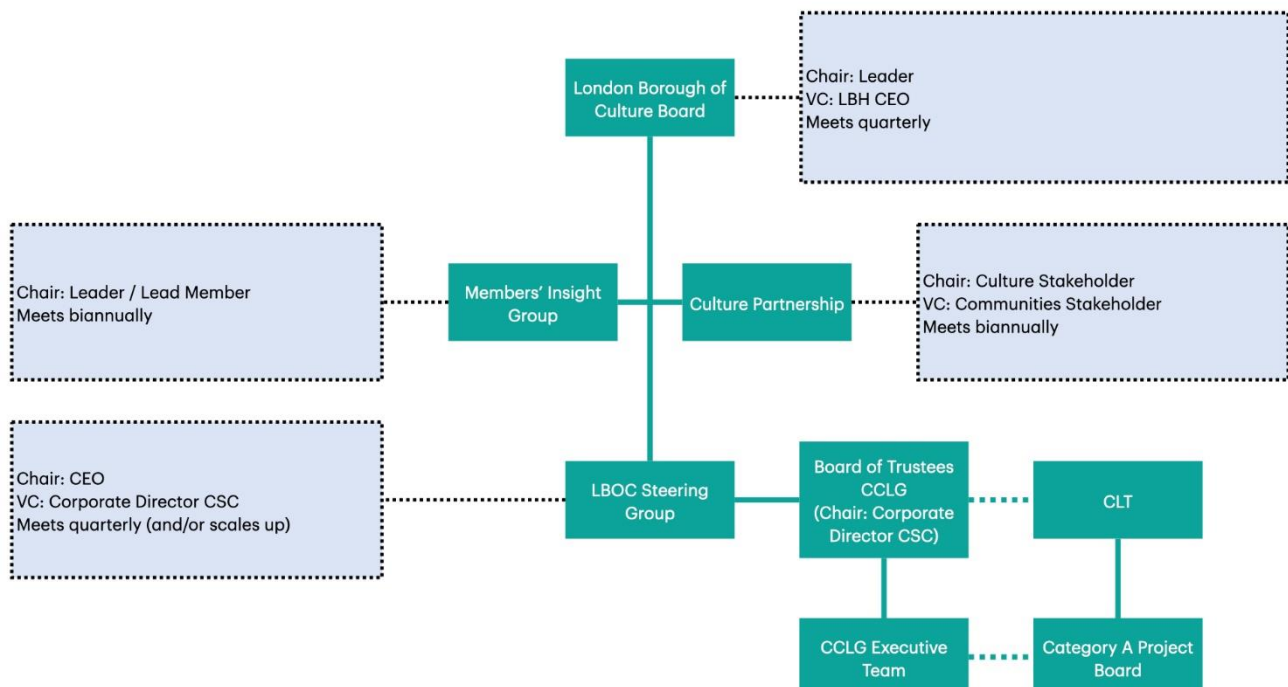 London Borough of
Culture Board
Chair: Leader
VC: LBH CEO
Meets quarterly
Chair: Leader / Lead Member
Meets biannually
Members’ Insight
Group
Culture Partnership
Chair: Culture Stakeholder
VC: Communities Stakeholder
Meets biannually
Chair: CEO
VC: Corporate Director CSC
Meets quarterly (and/or scales up)
LBOC Steering
Group
Board of Trustees
CCLG
(Chair: Corporate
Director CSC)
CLT
CCLG Executive
Team
Category A Project
Board